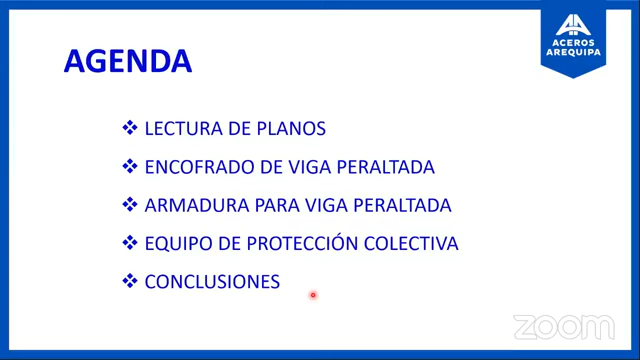 ACEROS
AREQUIPA
AGENDA
LECTURA DE PLANOS
ENCOFRADO DE VIGA PERALTADA
ARMADURA PARA VIGA PERALTADA
EQUIPO DE PROTECCIÓN COLECTIVA
CONCLUSIONES
zoom